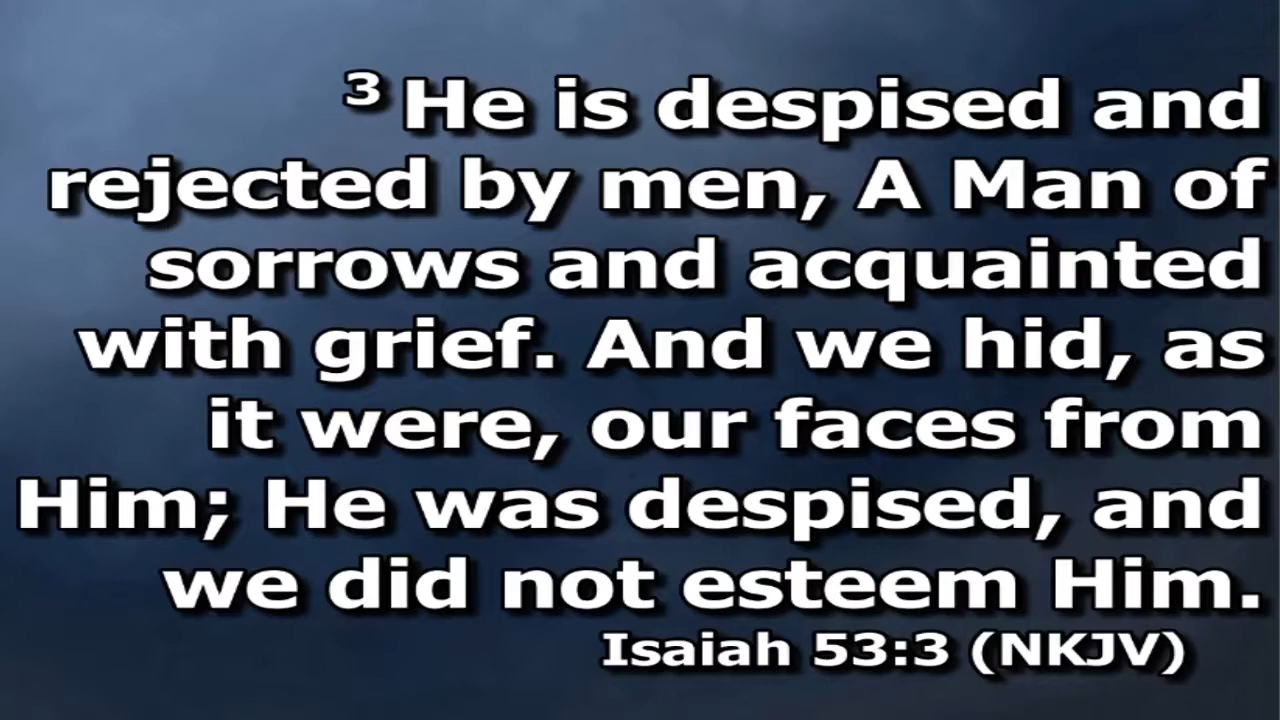 ³ He is despised and
rejected by men, A Man of
sorrows and acquainted
with grief. And we hid, as
it were, our faces from
Him; He was despised, and
we did not esteem Him.
Isaiah 53:3 (NKJV)